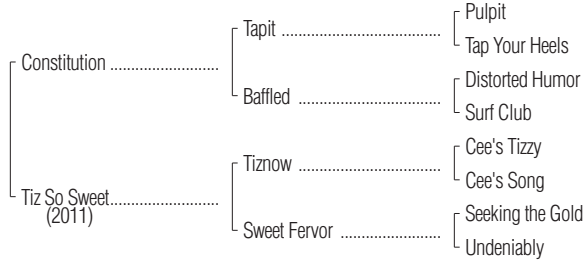 Pulpit
Tapit ..........................................
Tap Your Heels
Constitution .............................
Distorted Humor
Baffled .....................................
Surf Club
Cee's Tizzy
Tiznow .....................................
Cee's Song
Tiz So Sweet.............................
(2011)
Seeking the Gold
Sweet Fervor ..........................
Undeniably